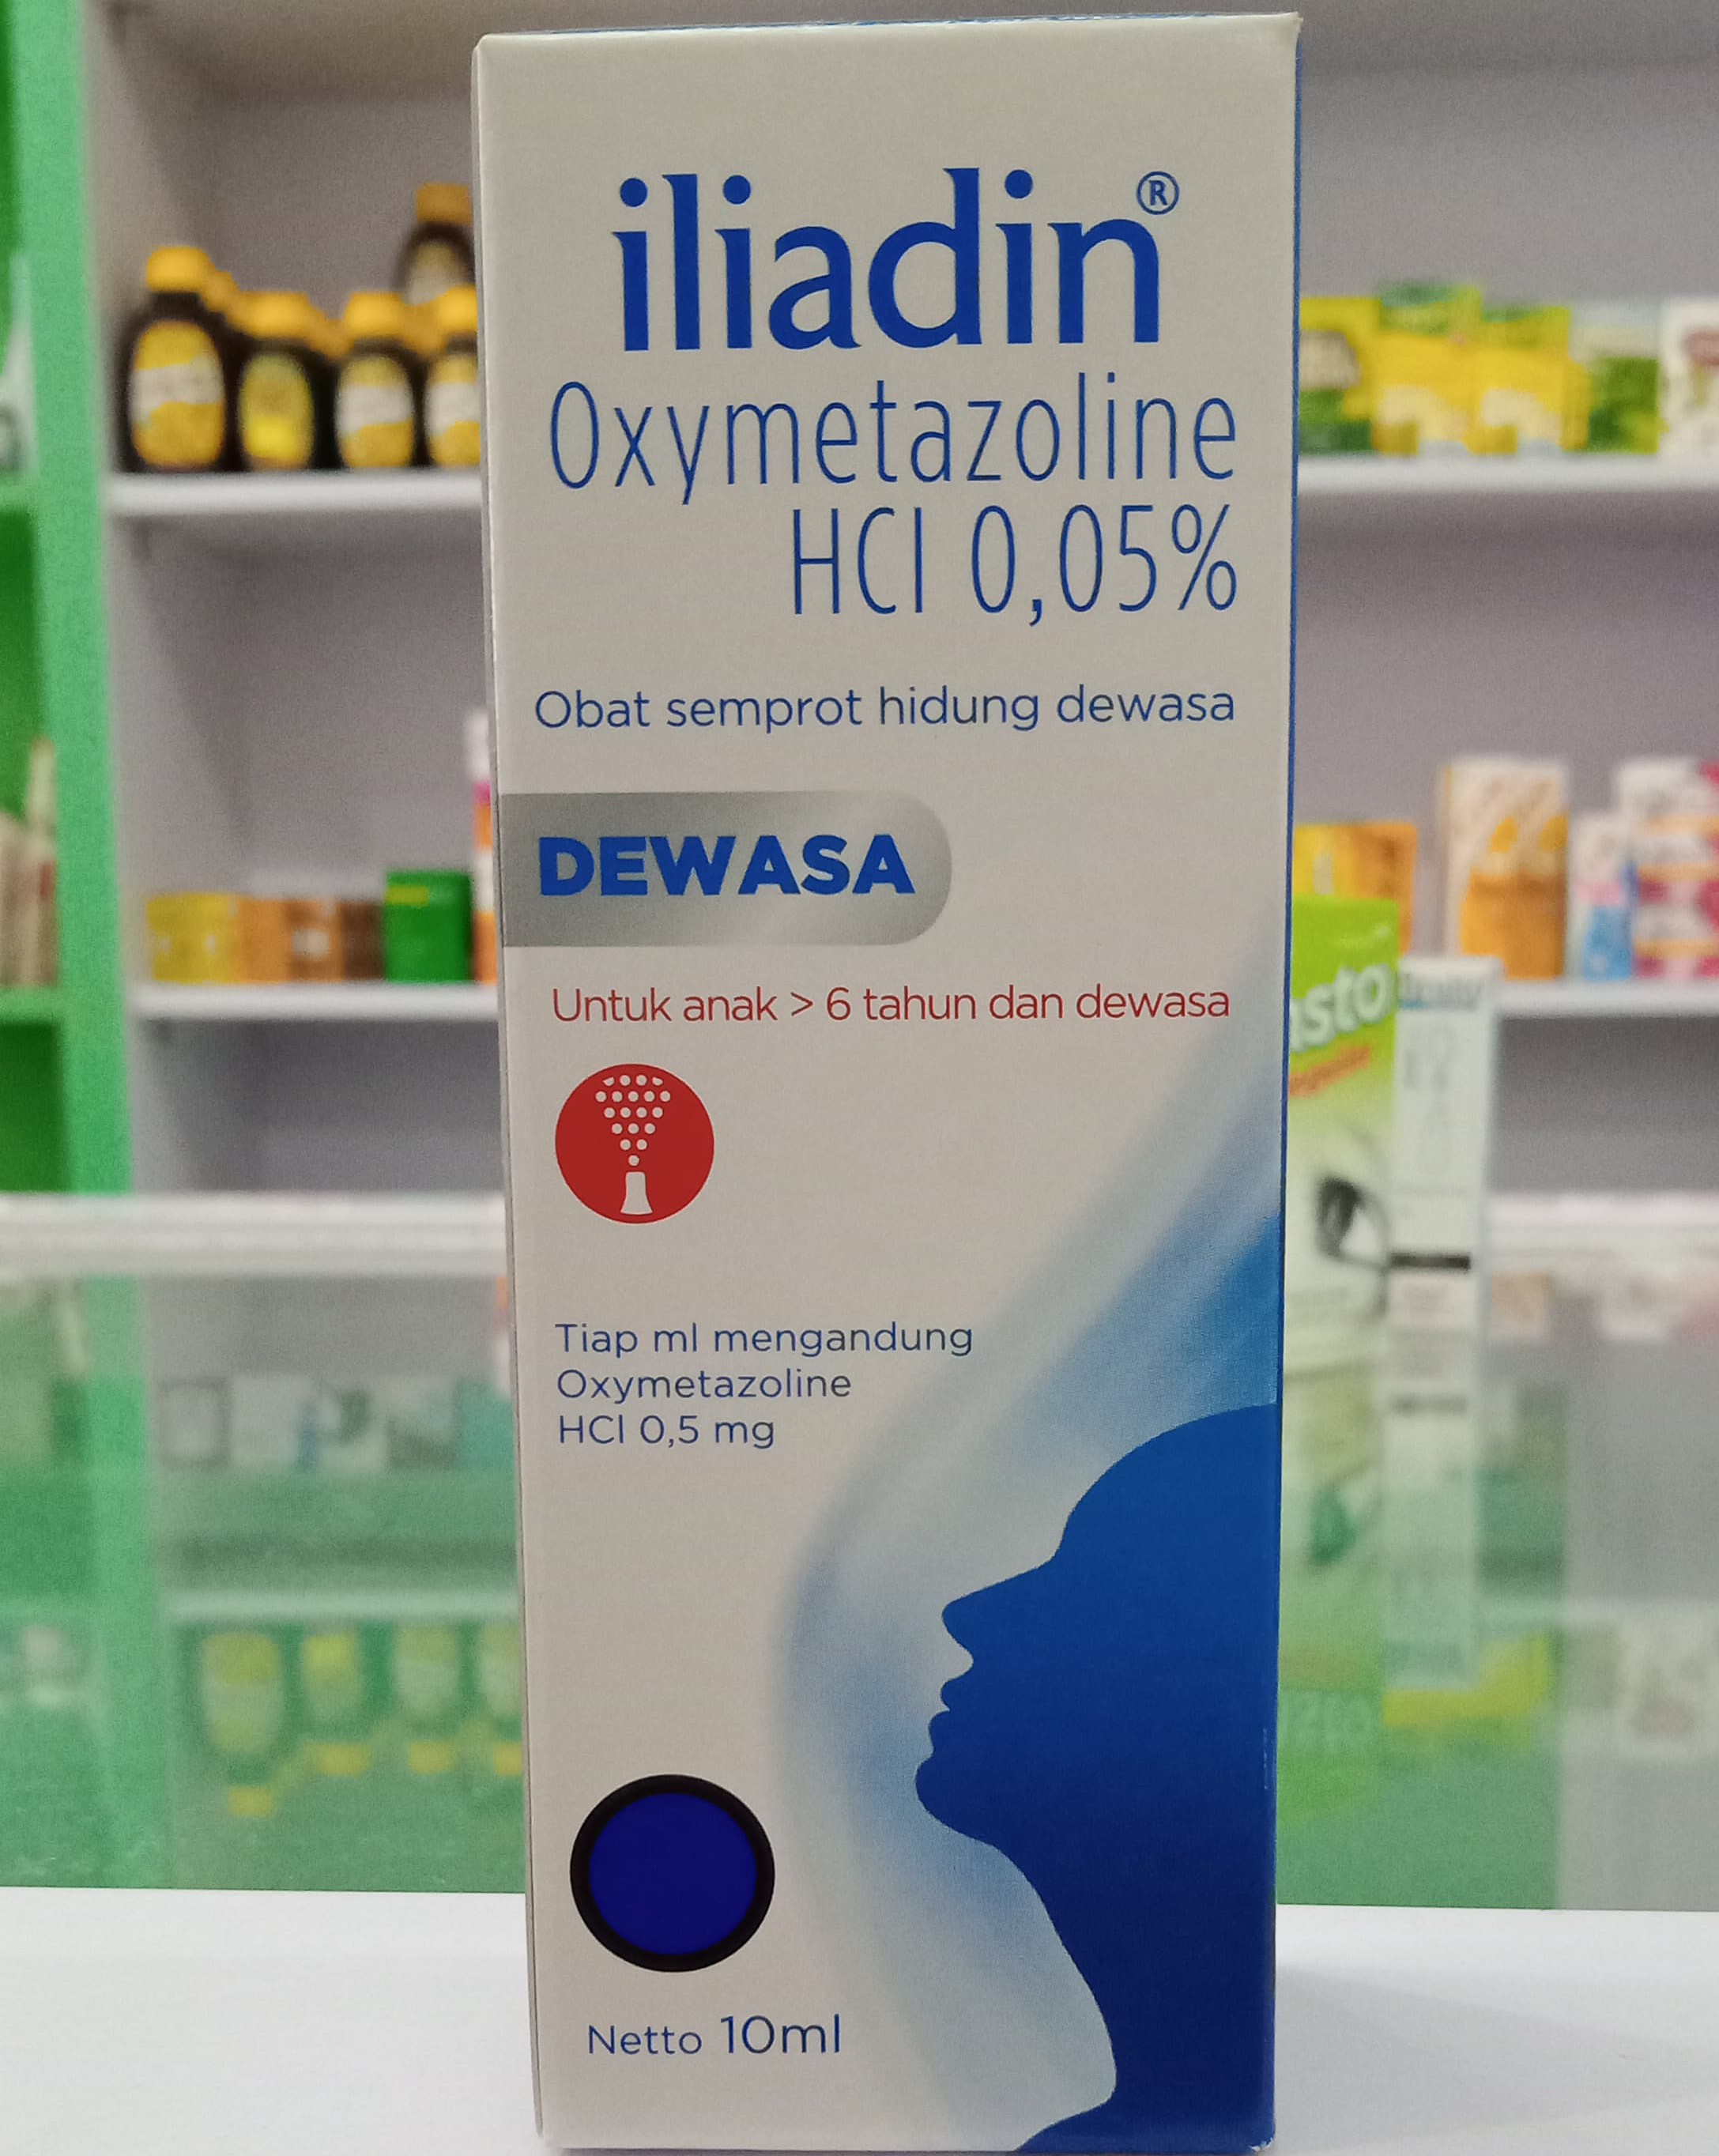 iliadin®
Oxymetazoline
HCl 0,05%
Obat semprot hidung dewasa
DEWASA
Untuk anak > 6 tahun dan dewasa
Tiap ml mengandung
Oxymetazoline
HCl 0,5 mg
Netto 10ml